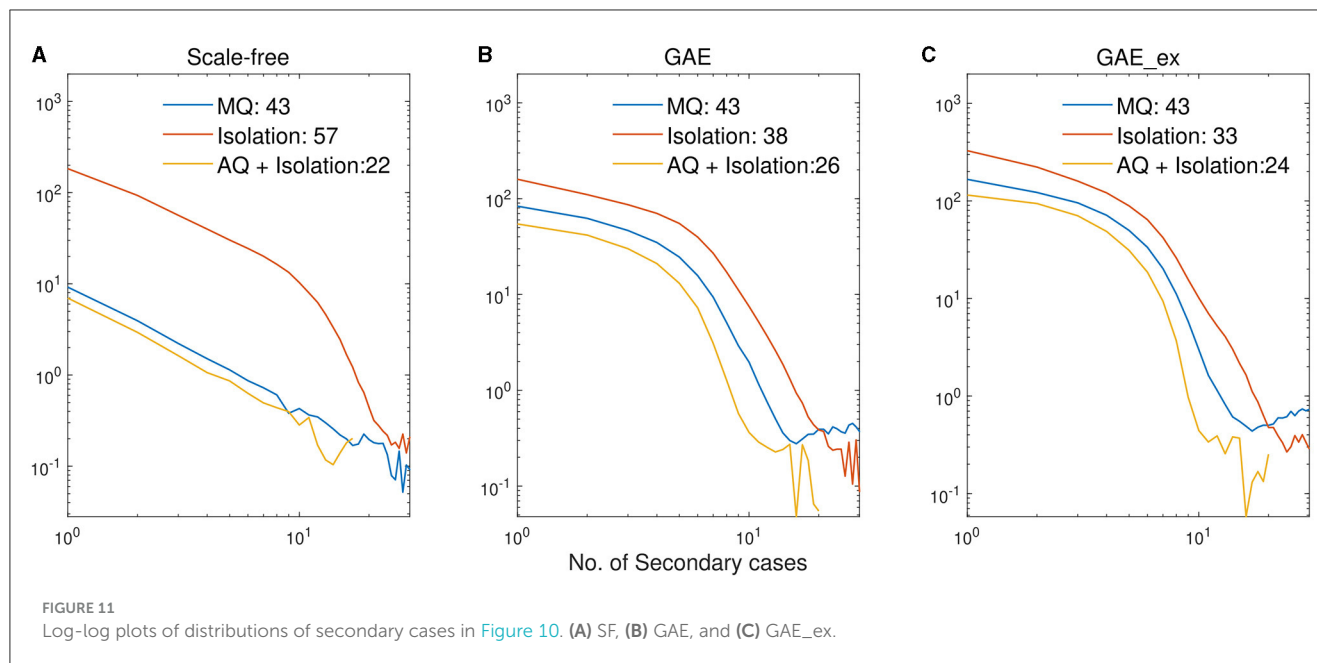 A
Scale-free
MQ: 43
Isolation: 57
AQ + Isolation:22
10^3
10^2
10^1
10^0
10^-1
10^0
10^1
B
GAE
MQ: 43
Isolation: 38
AQ + Isolation:26
10^3
10^2
10^1
10^0
10^-1
10^0
10^1
No. of Secondary cases
C
GAE_ex
MQ: 43
Isolation: 33
AQ + Isolation:24
10^3
10^2
10^1
10^0
10^-1
10^0
10^1
FIGURE 11
Log-log plots of distributions of secondary cases in Figure 10. (A) SF, (B) GAE, and (C) GAE_ex.